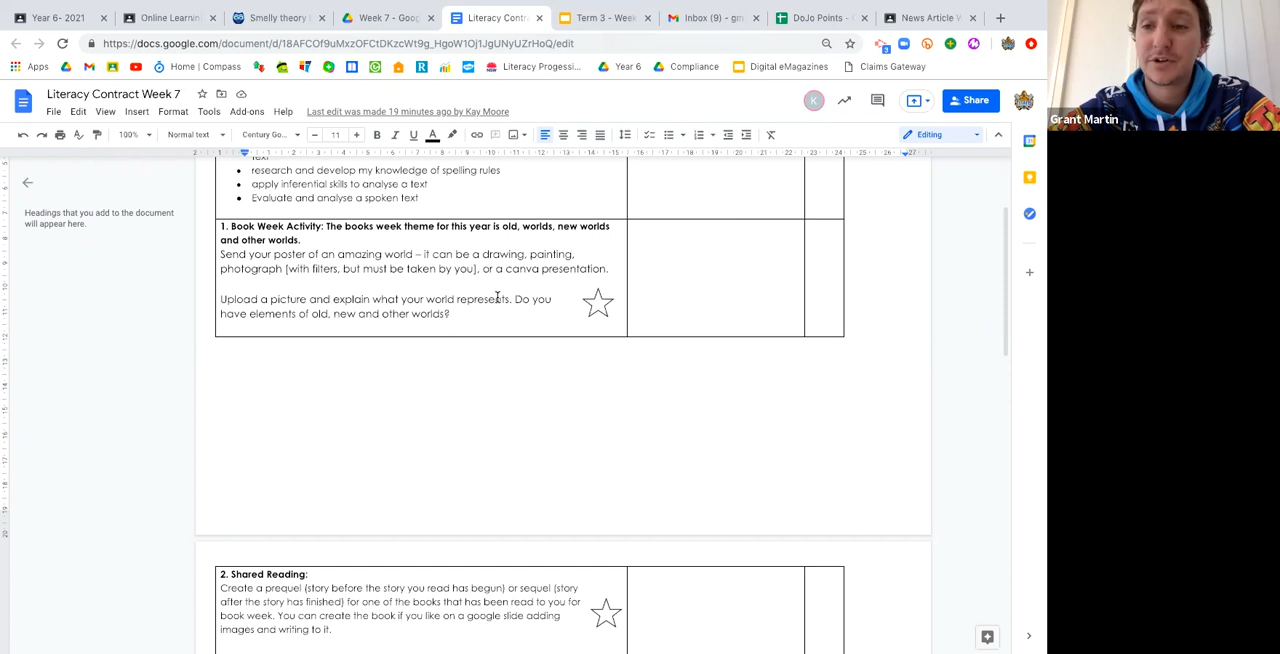 Year 6- 2021
Online Learnin
Smelly theory
Week 7 - Goog
Literacy Contra
Term 3 - Week
Inbox (9) - gm
DoJo Points -
News Article W
https://docs.google.com/document/d/18AFCOf9uMxzOFCtDKzcWt9g_HgoW1Oj1JgUNyUZrHoQ/edit
3
Apps
Home | Compass
Literacy Progessi...
Year 6
Compliance
Digital eMagazines
Claims Gateway
Literacy Contract Week 7
File Edit View Insert Format Tools Add-ons Help Last edit was made 19 minutes ago by Kay Moore
K
Share
Grant Martin
100% Normal text Century Go... 11 Editing
Headings that you add to the document
will appear here.
text
research and develop my knowledge of spelling rules
apply inferential skills to analyse a text
Evaluate and analyse a spoken text
1. Book Week Activity: The books week theme for this year is old, worlds, new worlds
and other worlds.
Send your poster of an amazing world – it can be a drawing, painting,
photograph [with filters, but must be taken by you], or a canva presentation.
Upload a picture and explain what your world represents. Do you
have elements of old, new and other worlds?
2. Shared Reading:
Create a prequel (story before the story you read has begun) or sequel (story
after the story has finished) for one of the books that has been read to you for
book week. You can create the book if you like on a google slide adding
images and writing to it.